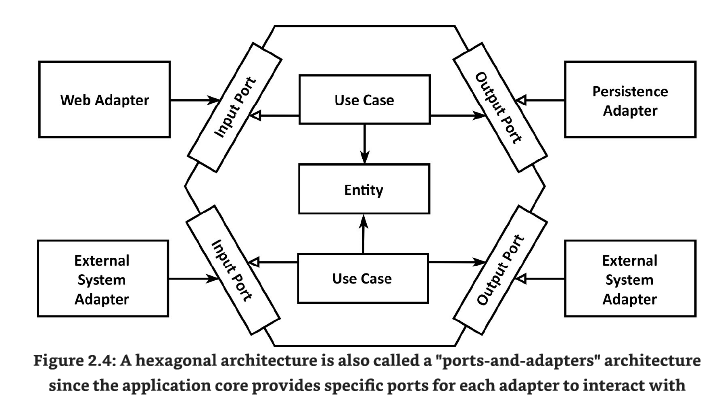 Web Adapter
Input Port
Use Case
Output Port
Persistence
Adapter
Entity
External
System
Adapter
Input Port
Use Case
Output Port
External
System
Adapter
Figure 2.4: A hexagonal architecture is also called a "ports-and-adapters" architecture
since the application core provides specific ports for each adapter to interact with